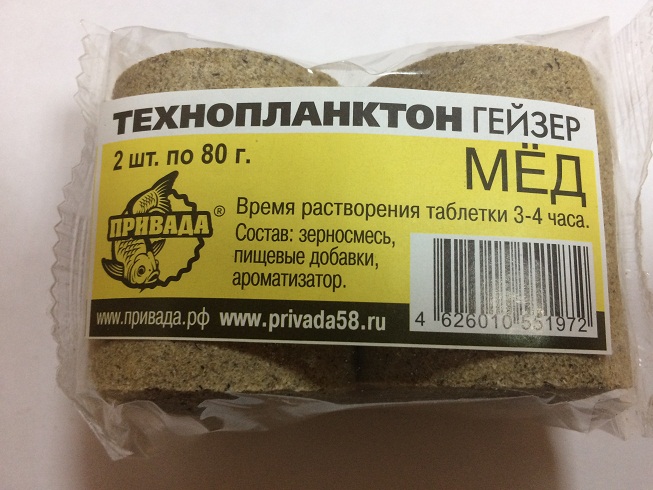 ТЕХНОПЛАНКТОН ГЕЙЗЕР
2 шт. по 80 г.
МЁД
ПРИВАДА®
Время растворения таблетки 3-4 часа.
Состав: зерносмесь,
пищевые добавки,
ароматизатор.
www.привада.рф www.privada58.ru
4 626010 551972